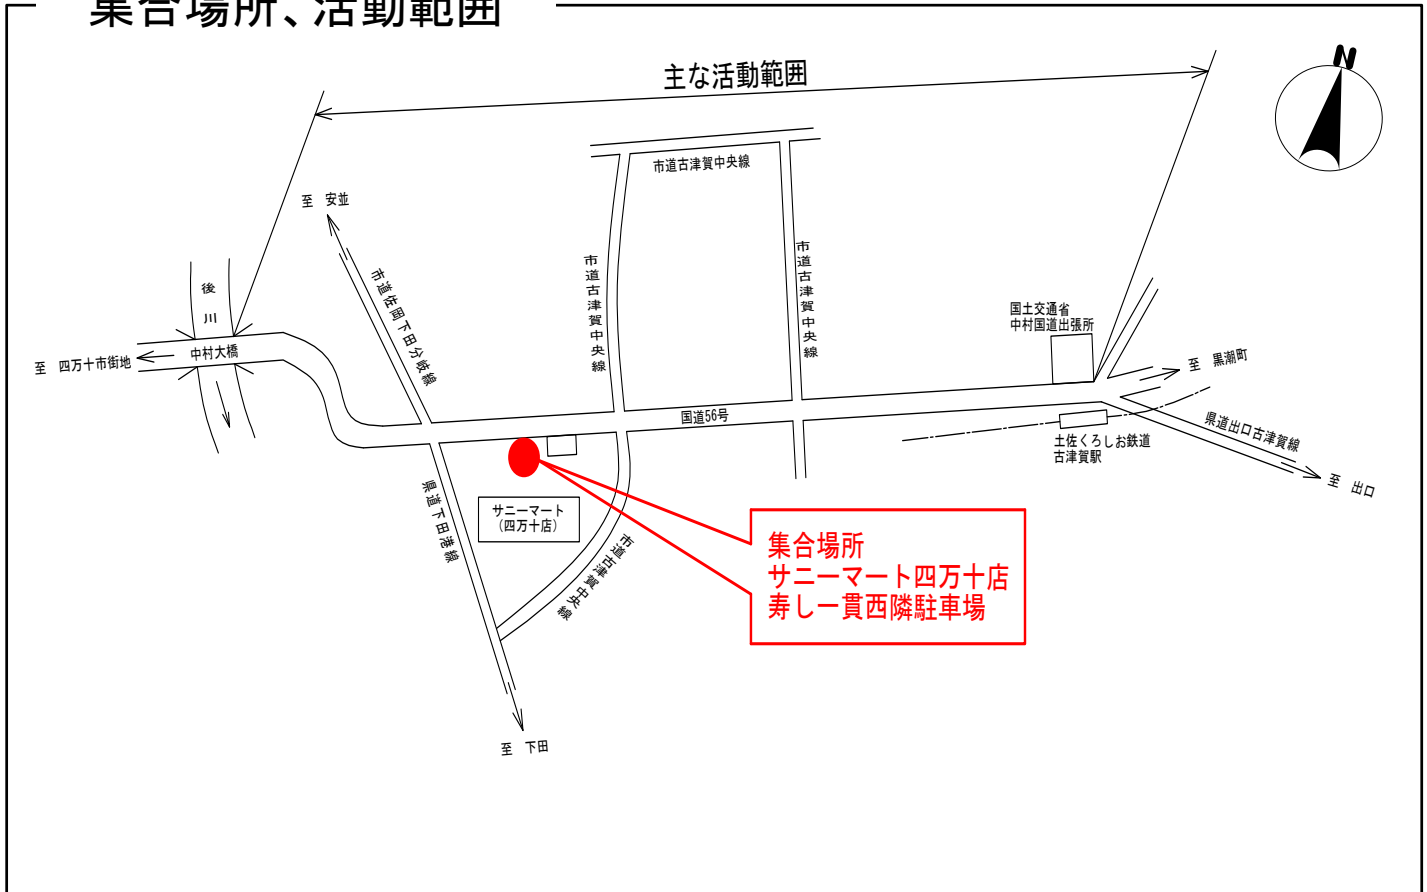 集合場所、活動範囲
N
主な活動範囲
市道古津賀中央線
至　安並
市道佐岡下田分岐線
市道古津賀中央線
市道古津賀中央線
後川
中村大橋
至　四万十市街地
国土交通省
中村国道出張所
至　黒潮町
国道56号
県道出口古津賀線
土佐くろしお鉄道
古津賀駅
至　出口
県道下田港線
サニーマート
（四万十店）
市道古津賀中央線
集合場所
サニーマート四万十店
寿し一貫西隣駐車場
至　下田